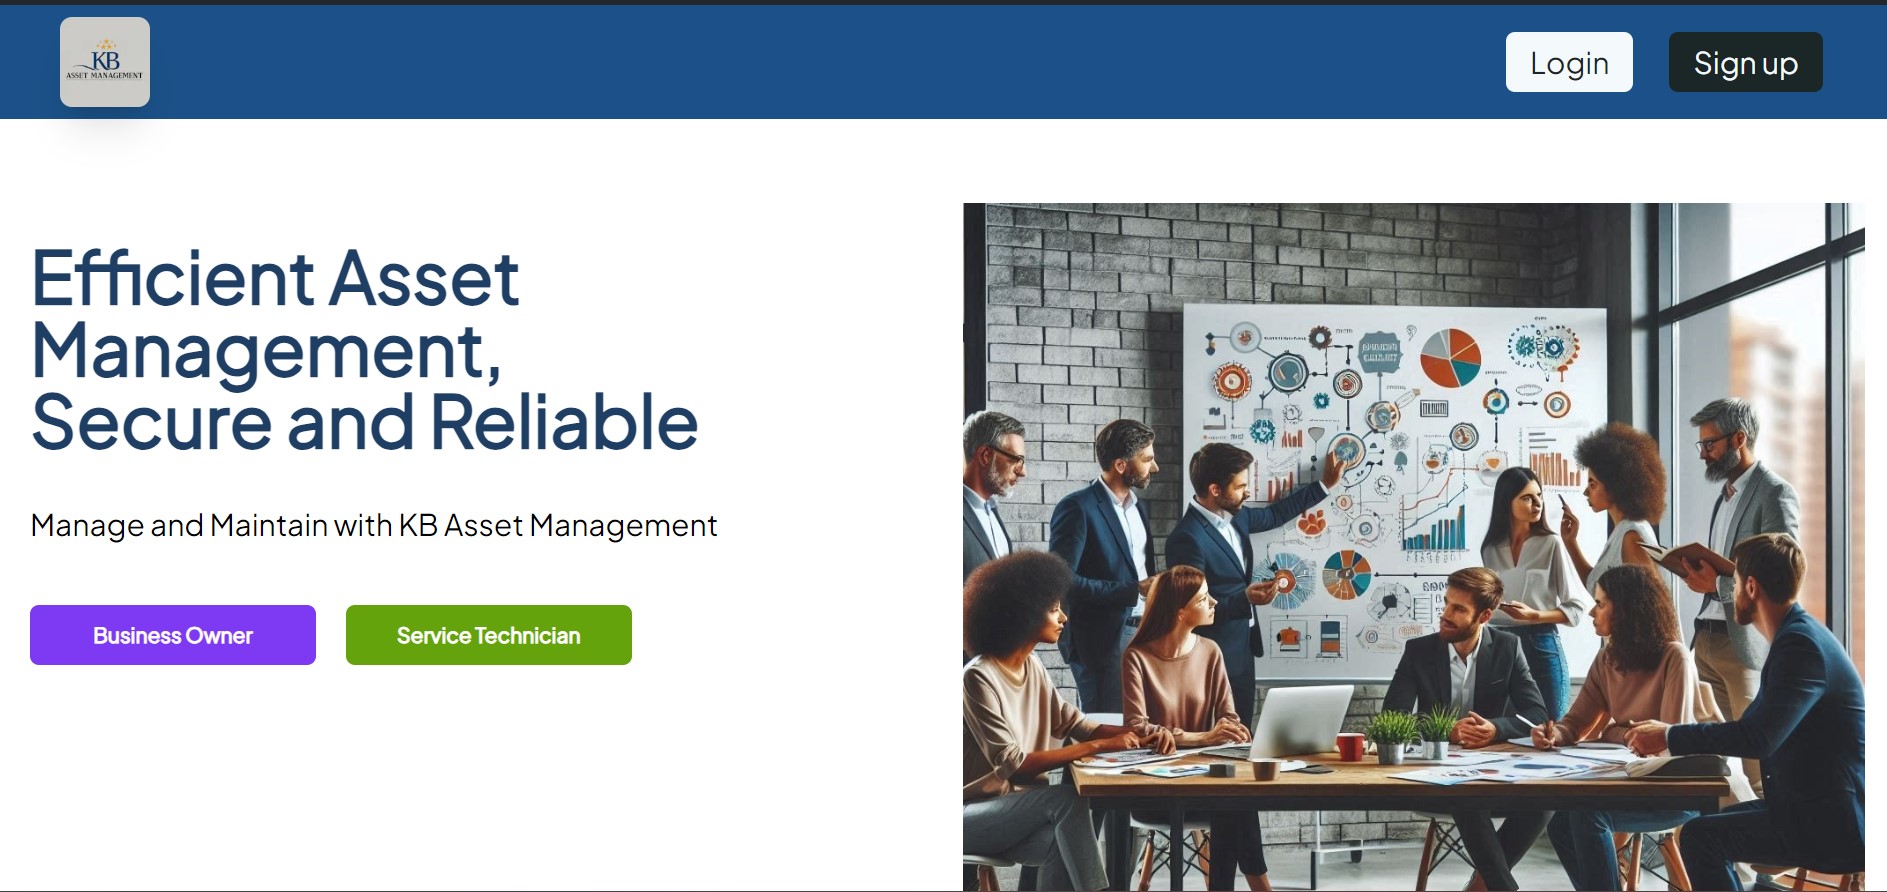 KB
ASSET MANAGEMENT
Login
Sign up
Efficient Asset
Management,
Secure and Reliable
Manage and Maintain with KB Asset Management
Business Owner
Service Technician